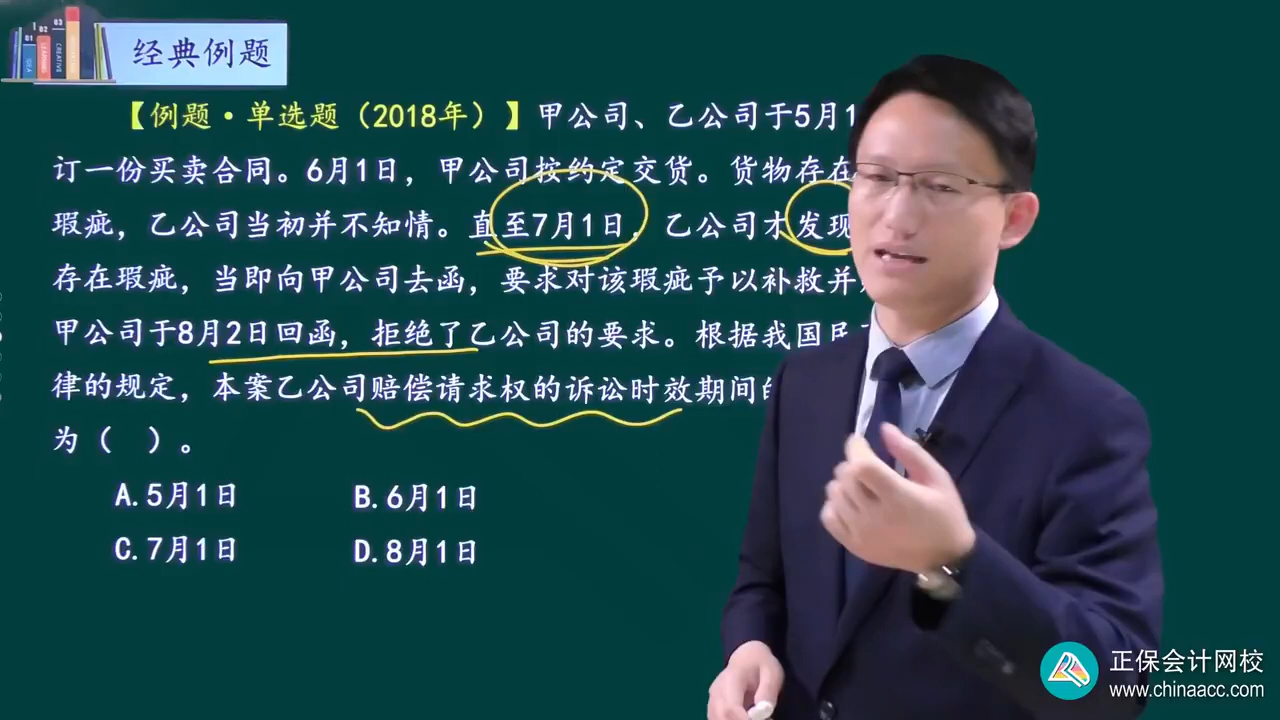 经典例题
【例题·单选题（2018年）】甲公司、乙公司于5月1
订一份买卖合同。6月1日，甲公司按约定交货。货物存在
瑕疵，乙公司当初并不知情。直至7月1日，乙公司才发现
存在瑕疵，当即向甲公司去函，要求对该瑕疵予以补救并
甲公司于8月2日回函，拒绝了乙公司的要求。根据我国民
律的规定，本案乙公司赔偿请求权的诉讼时效期间的
为（　）。
A.5月1日 B.6月1日
C.7月1日 D.8月1日
正保会计网校
www.chinaacc.com